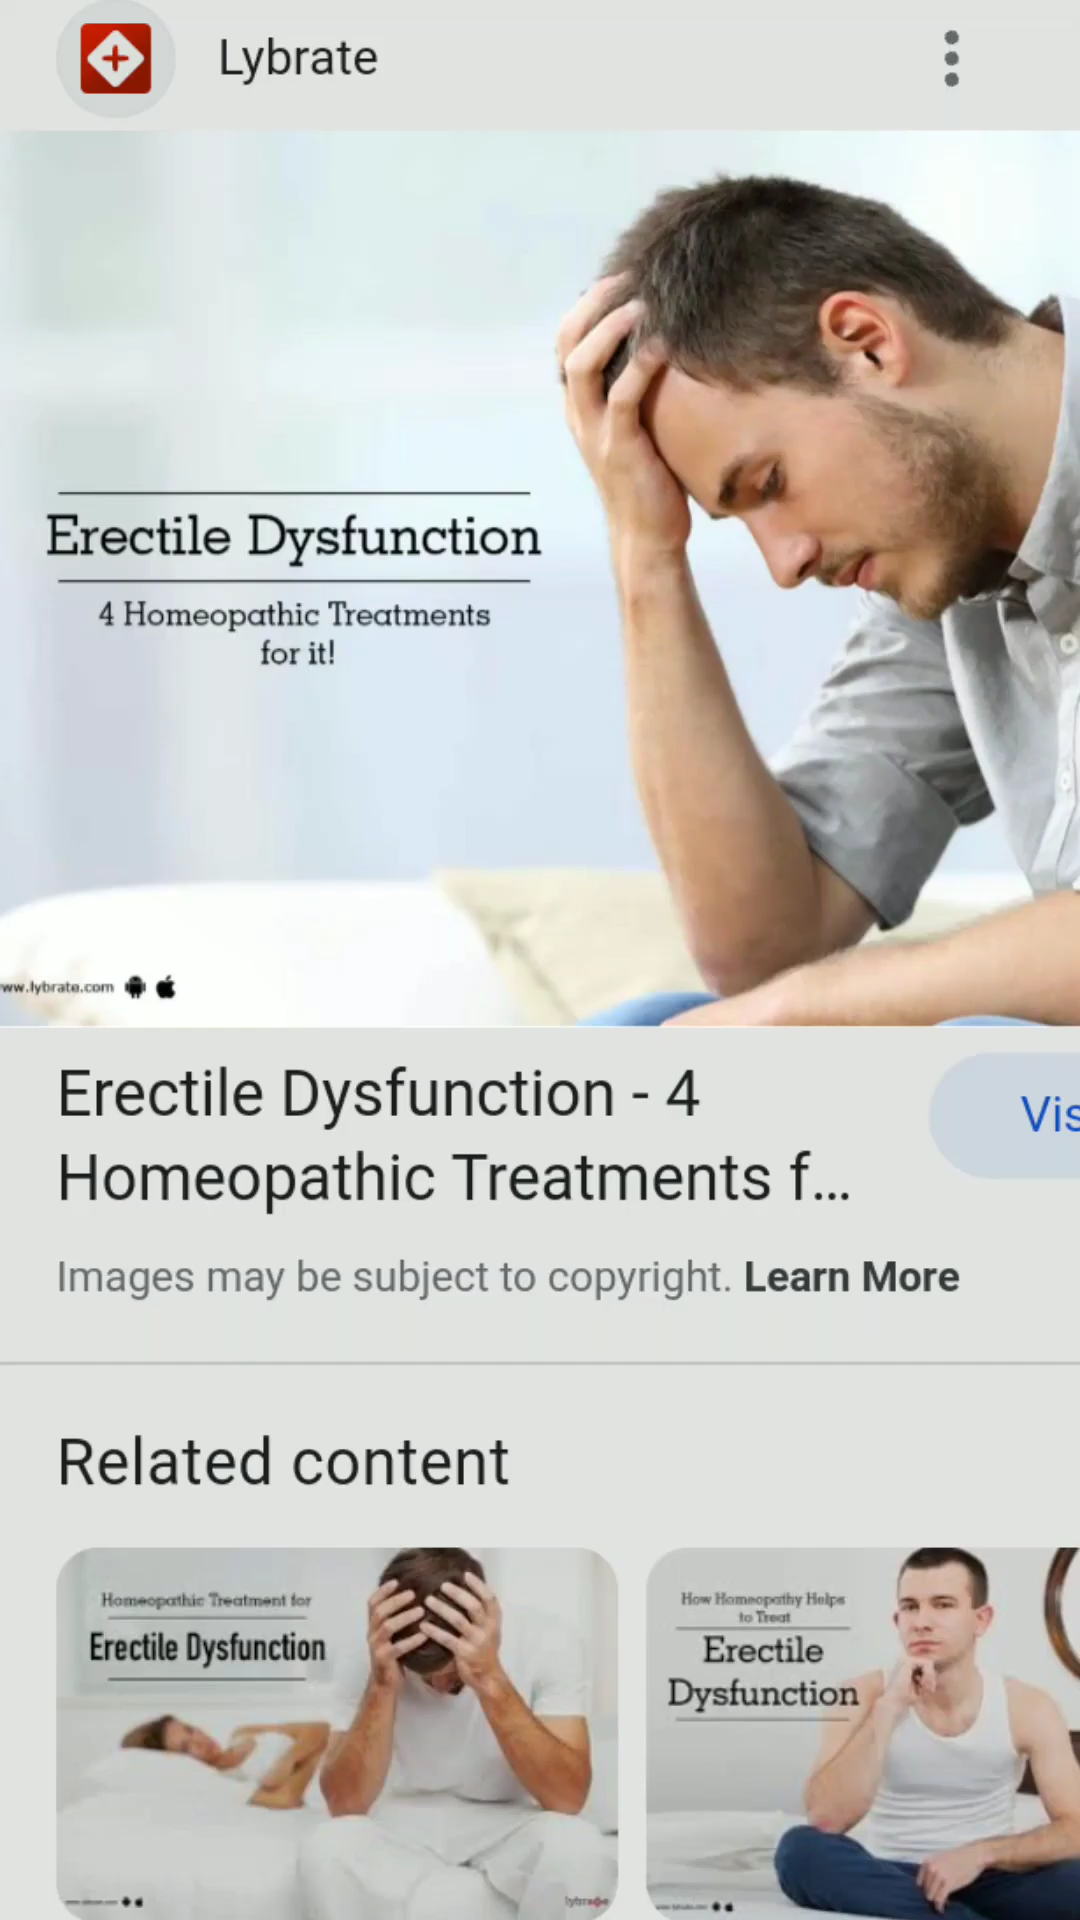 Lybrate
Erectile Dysfunction
4 Homeopathic Treatments
for it!
ww.lybrate.com
Erectile Dysfunction - 4
Homeopathic Treatments f...
Vis
Images may be subject to copyright. Learn More
Related content
Homeopathic Treatment for
Erectile Dysfunction
lybrate
How Homeopathy Helps
to Treat
Erectile
Dysfunction